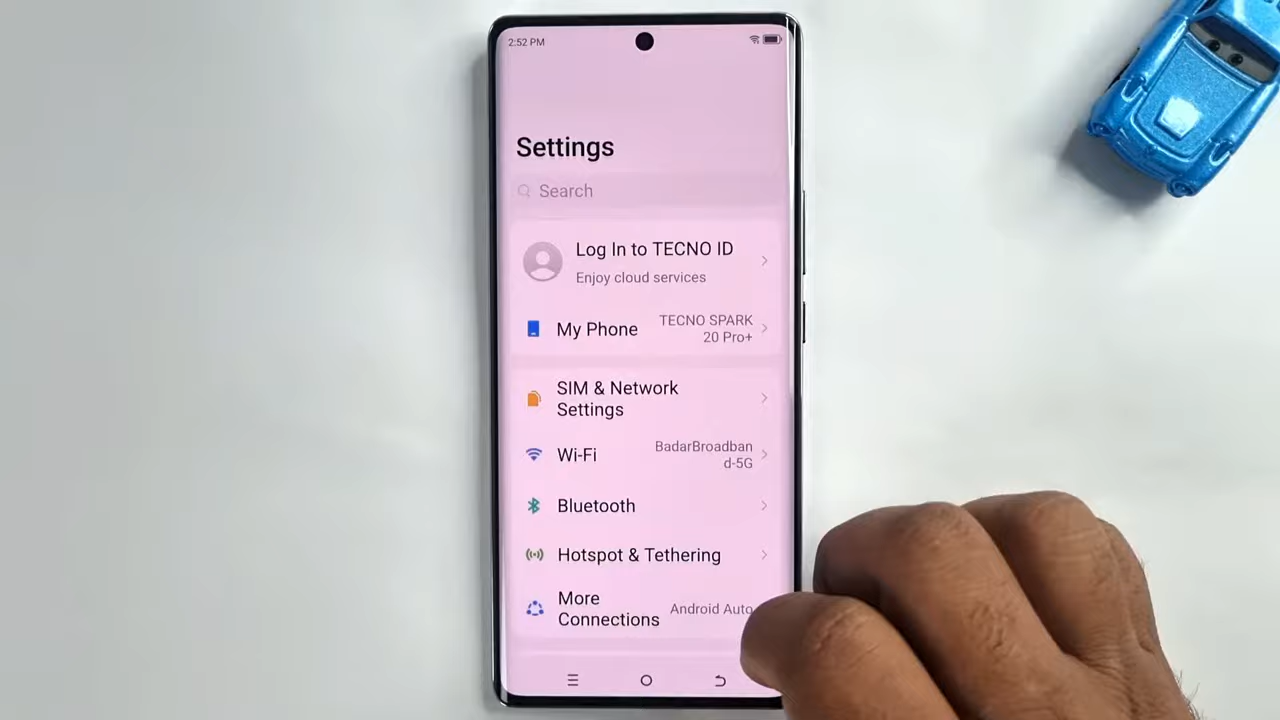 2:52 PM
Settings
Search
Log In to TECNO ID
Enjoy cloud services
My Phone
TECNO SPARK
20 Pro+
SIM & Network
Settings
Wi-Fi
BadarBroadban
d-5G
Bluetooth
Hotspot & Tethering
More
Connections
Android Auto